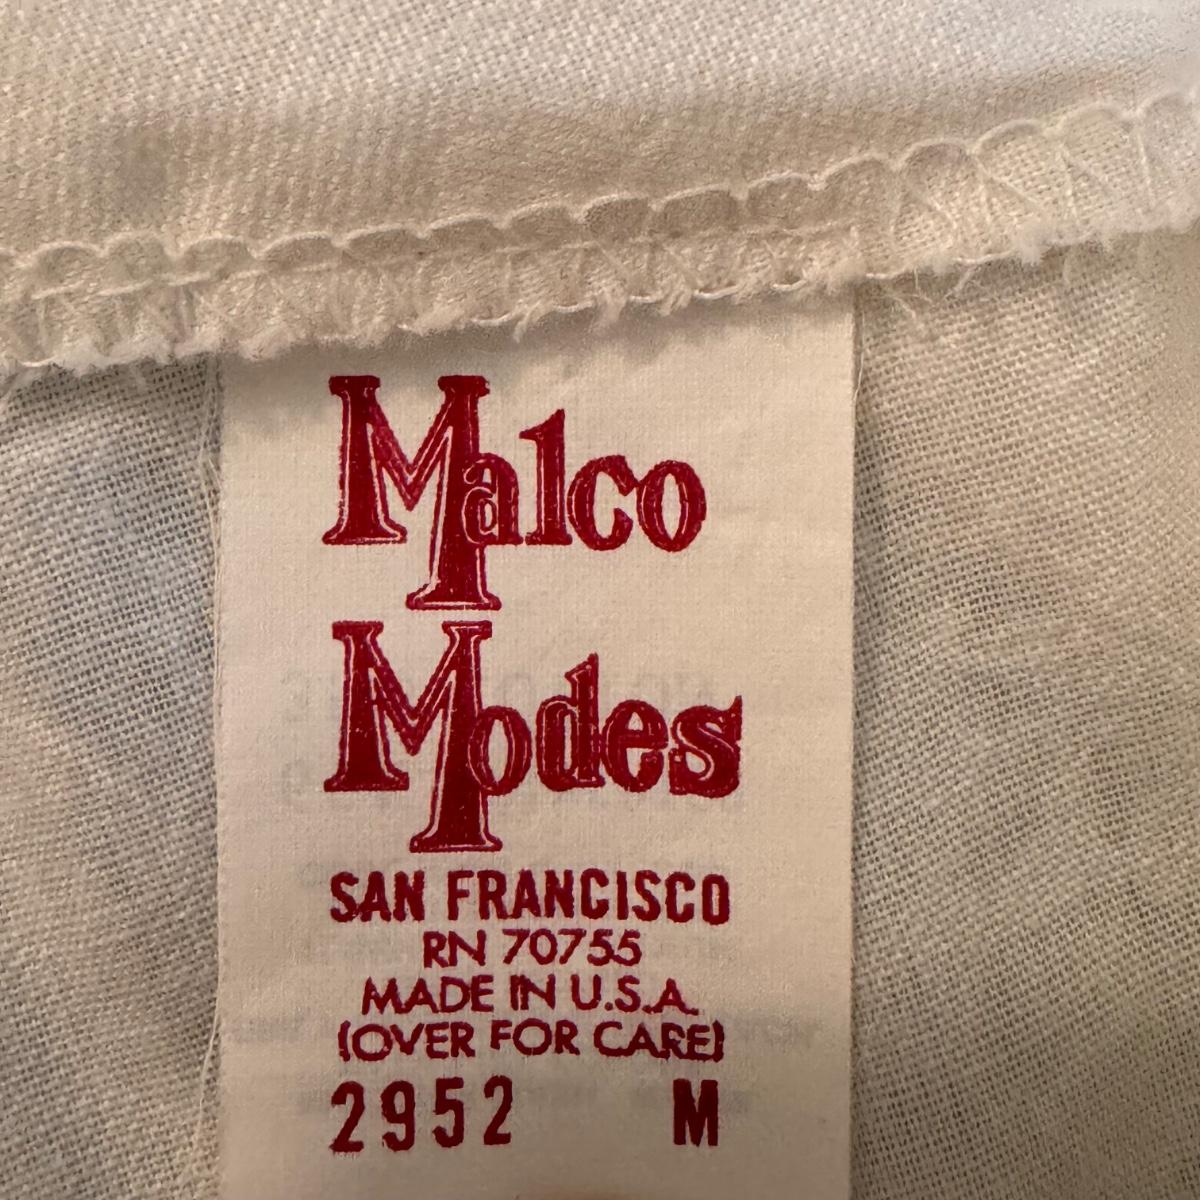 Malco
Modes
SAN FRANCISCO
RN 70755
MADE IN U.S.A.
(OVER FOR CARE)
2952 M